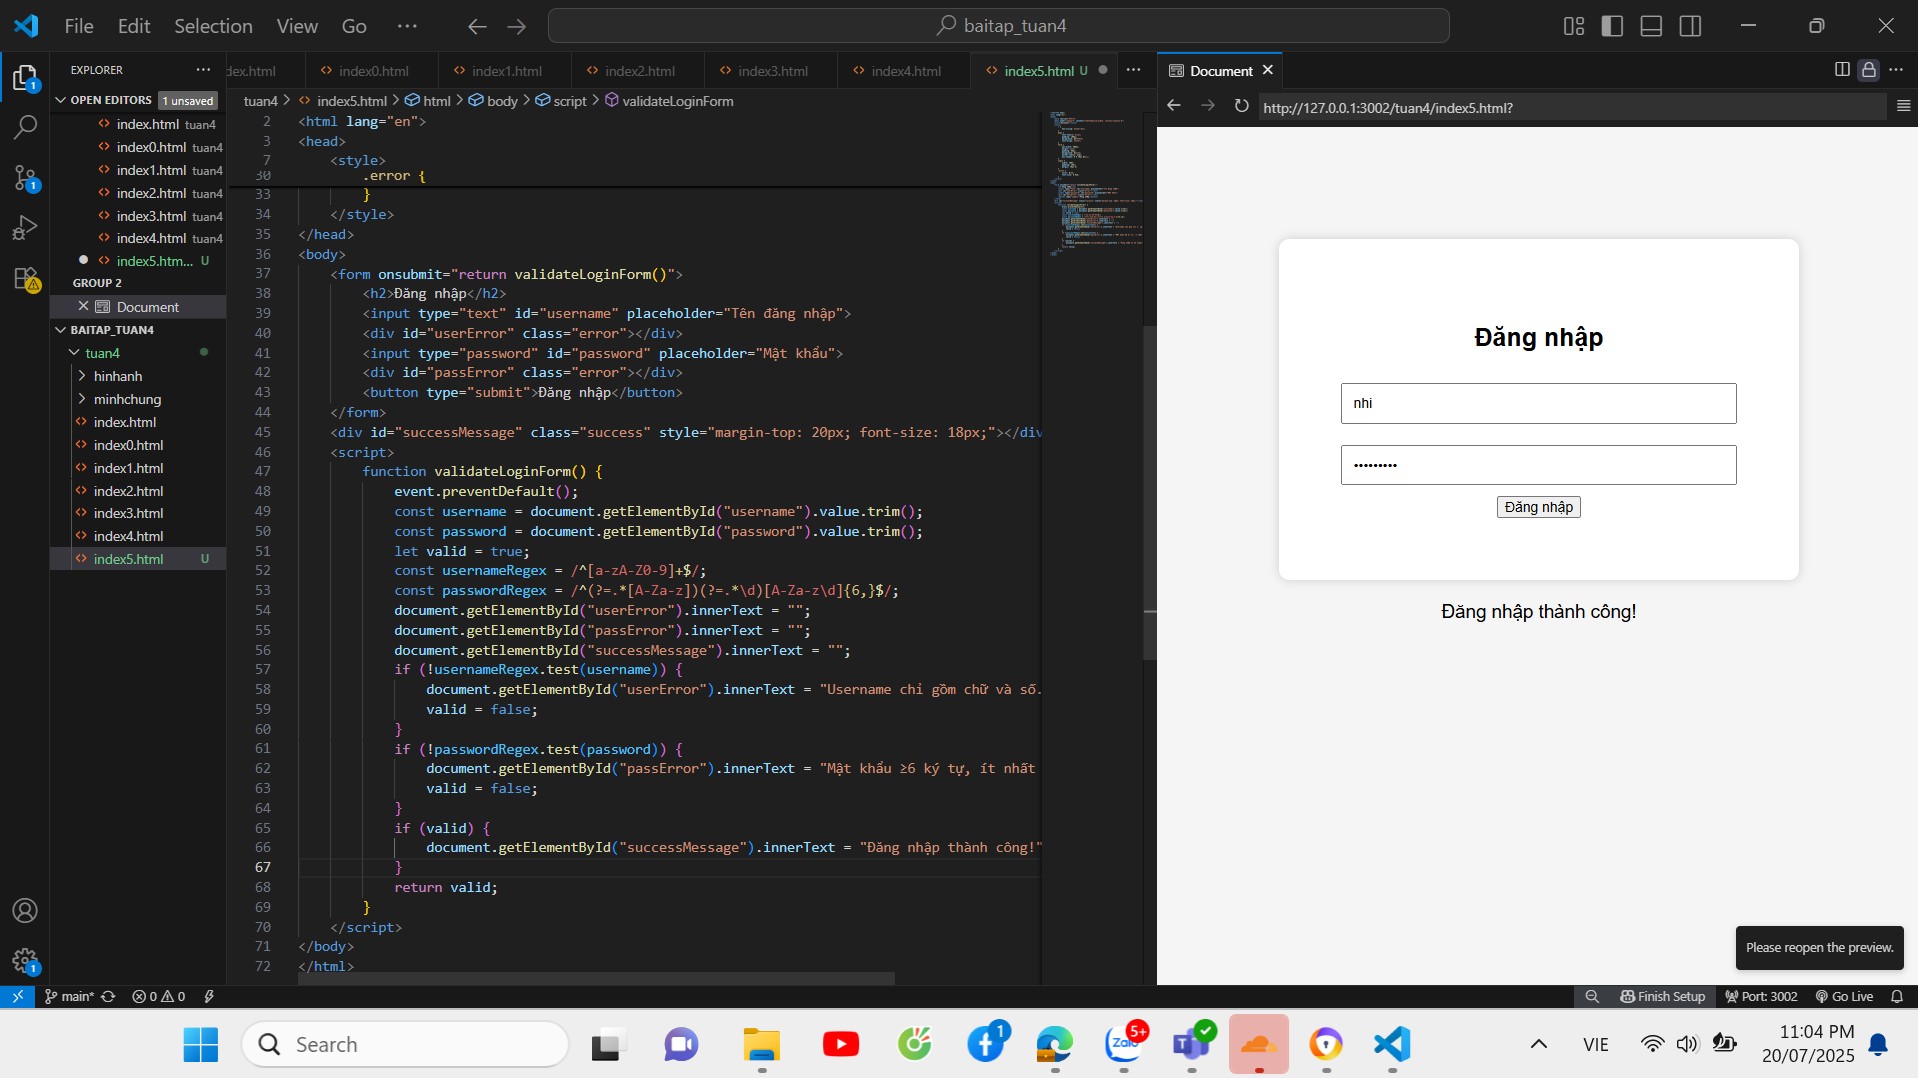 File Edit Selection View Go ··· baitap_tuan4
EXPLORER
OPEN EDITORS 1 unsaved
index.html tuan4
index0.html tuan4
index1.html tuan4
index2.html tuan4
index3.html tuan4
index4.html tuan4
index5.htm... U
GROUP 2
Document
BAITAP_TUAN4
tuan4
hinhanh
minhchung
index.html
index0.html
index1.html
index2.html
index3.html
index4.html
index5.html U
dex.html index0.html index1.html index2.html index3.html index4.html index5.html U
tuan4 > index5.html > html > body > script > validateLoginForm
2 <html lang="en">
3 <head>
7 <style>
30 .error {
33 }
34 </style>
35 </head>
36 <body>
37 <form onsubmit="return validateLoginForm()">
38 <h2>Đăng nhập</h2>
39 <input type="text" id="username" placeholder="Tên đăng nhập">
40 <div id="userError" class="error"></div>
41 <input type="password" id="password" placeholder="Mật khẩu">
42 <div id="passError" class="error"></div>
43 <button type="submit">Đăng nhập</button>
44 </form>
45 <div id="successMessage" class="success" style="margin-top: 20px; font-size: 18px;"></div
46 <script>
47 function validateLoginForm() {
48 event.preventDefault();
49 const username = document.getElementById("username").value.trim();
50 const password = document.getElementById("password").value.trim();
51 let valid = true;
52 const usernameRegex = /^[a-zA-Z0-9]+$/;
53 const passwordRegex = /^(?=.*[A-Za-z])(?=.*\d)[A-Za-z\d]{6,}$/;
54 document.getElementById("userError").innerText = "";
55 document.getElementById("passError").innerText = "";
56 document.getElementById("successMessage").innerText = "";
57 if (!usernameRegex.test(username)) {
58 document.getElementById("userError").innerText = "Username chỉ gồm chữ và số.
59 valid = false;
60 }
61 if (!passwordRegex.test(password)) {
62 document.getElementById("passError").innerText = "Mật khẩu ≥6 ký tự, ít nhất
63 valid = false;
64 }
65 if (valid) {
66 document.getElementById("successMessage").innerText = "Đăng nhập thành công!"
67 }
68 return valid;
69 }
70 </script>
71 </body>
72 </html>
Document
http://127.0.0.1:3002/tuan4/index5.html?
Đăng nhập
nhi
•••••••••
Đăng nhập
Đăng nhập thành công!
Please reopen the preview.
main* 0 0 Finish Setup Port: 3002 Go Live
Search
1
5+
Zalo
VIE
11:04 PM
20/07/2025